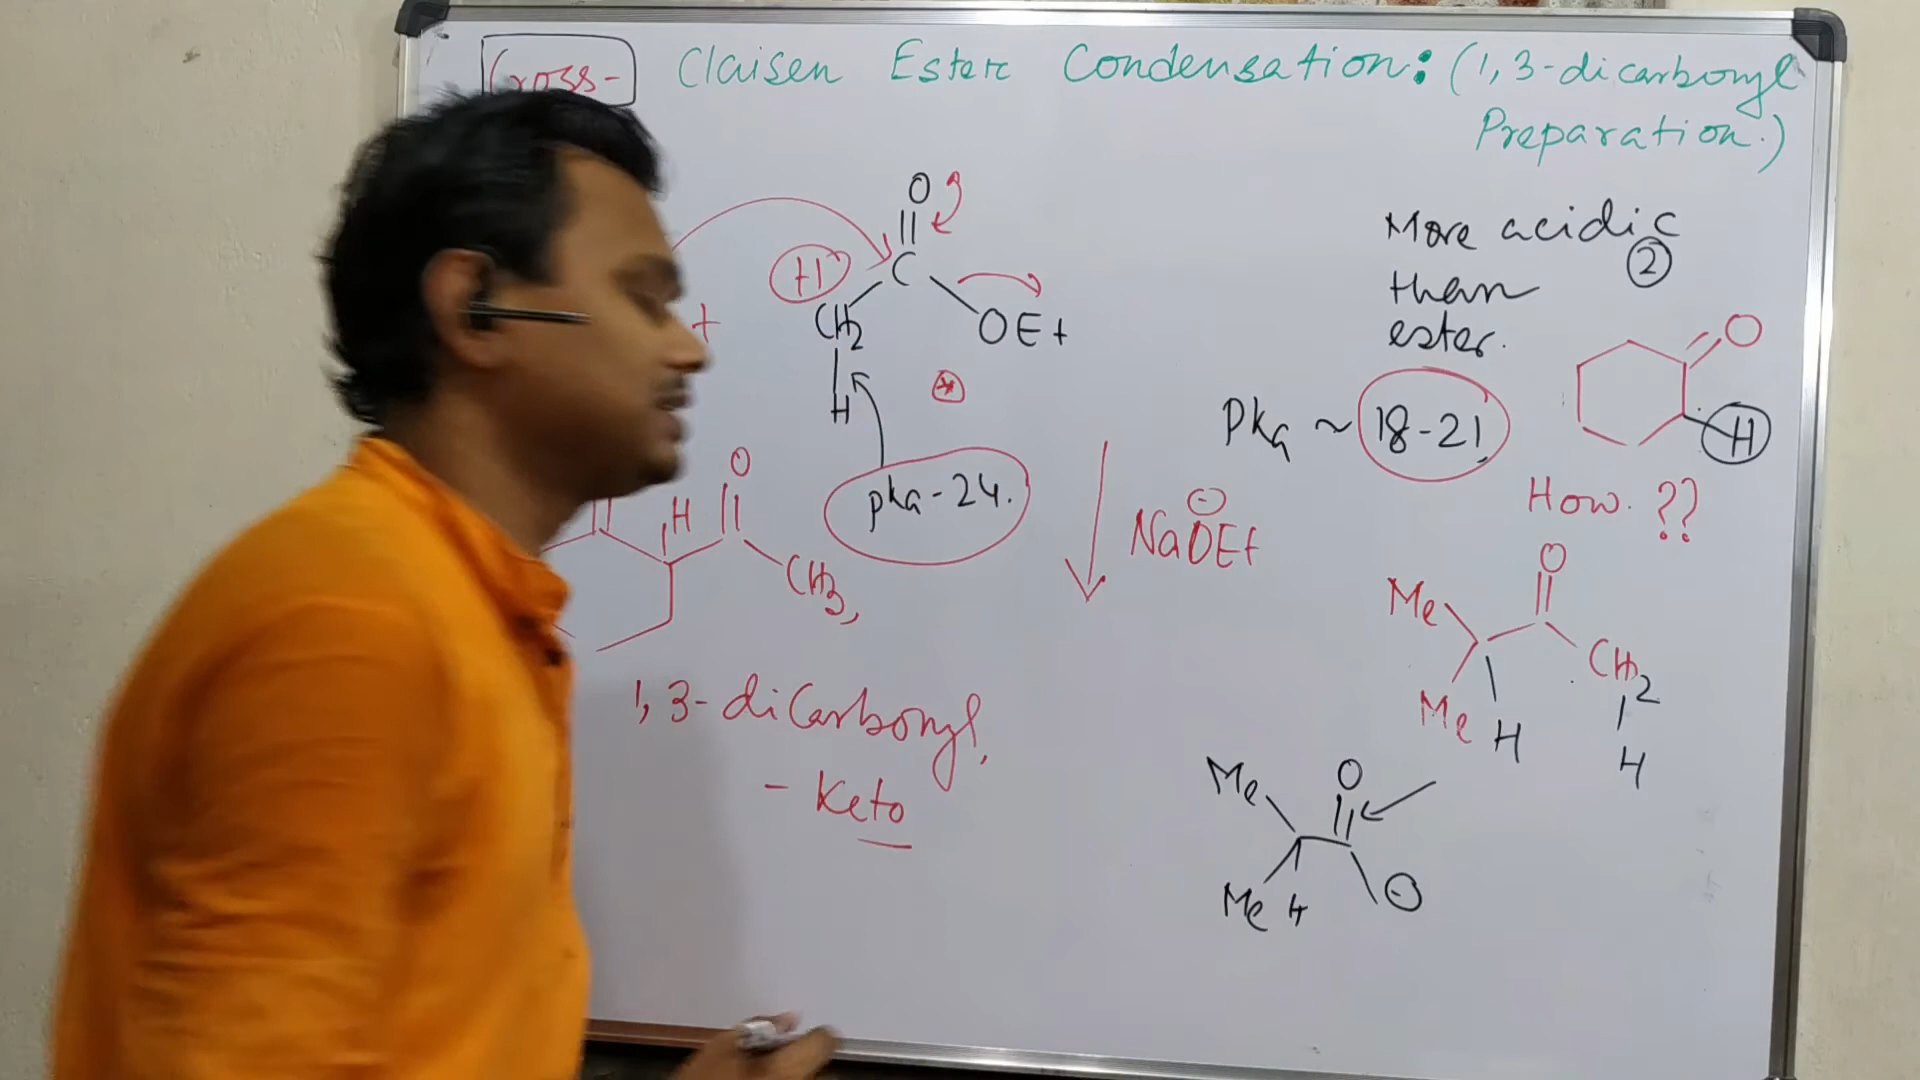 Cross- Claisen Ester Condensation: (1,3-dicarbonyl
Preparation.)
O
H
C
CH2
OEt
H
pka-24.
More acidic
②
than
ester.
O
H
Pka ~ 18-21
How. ??
NaOEt
O
H
CH3,
1,3-diCarbonyl,
- Keto
O
Me
CH2
Me H
H
Me
O
Me H